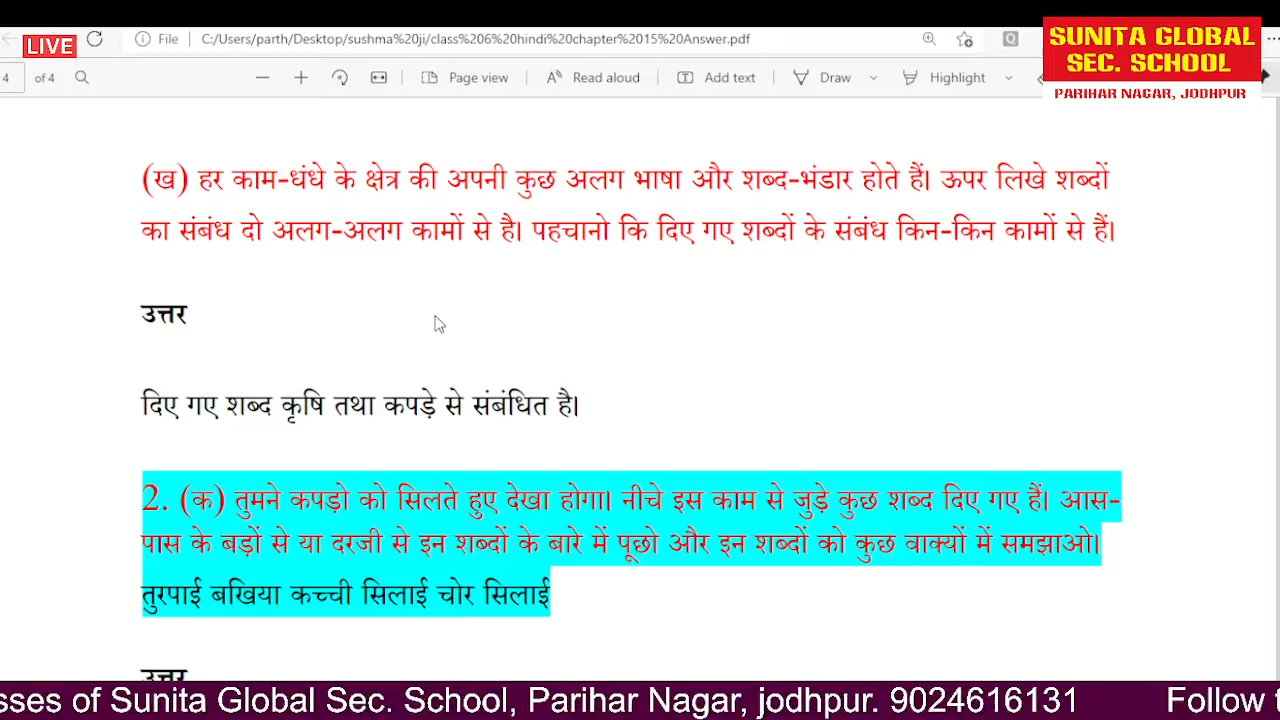 LIVE
File C:/Users/parth/Desktop/sharma%20ji/class%206%20hindi%20chapter%2015%20Answer.pdf
SUNITA GLOBAL
SEC. SCHOOL
PARIHAR NAGAR, JODHPUR
4 of 4 Page view Read aloud Add text Draw Highlight
(ख) हर काम-धंधे के क्षेत्र की अपनी कुछ अलग भाषा और शब्द-भंडार होते हैं। ऊपर लिखे शब्दों
का संबंध दो अलग-अलग कामों से है। पहचानो कि दिए गए शब्दों के संबंध किन-किन कामों से हैं।
उत्तर
दिए गए शब्द कृषि तथा कपड़े से संबंधित है।
2. (क) तुमने कपड़ो को सिलते हुए देखा होगा। नीचे इस काम से जुड़े कुछ शब्द दिए गए हैं। आस-
पास के बड़ों से या दरजी से इन शब्दों के बारे में पूछो और इन शब्दों को कुछ वाक्यों में समझाओ।
तुरपाई बखिया कच्ची सिलाई चोर सिलाई
उत्तर
sses of Sunita Global Sec. School, Parihar Nagar, jodhpur. 9024616131 Follow